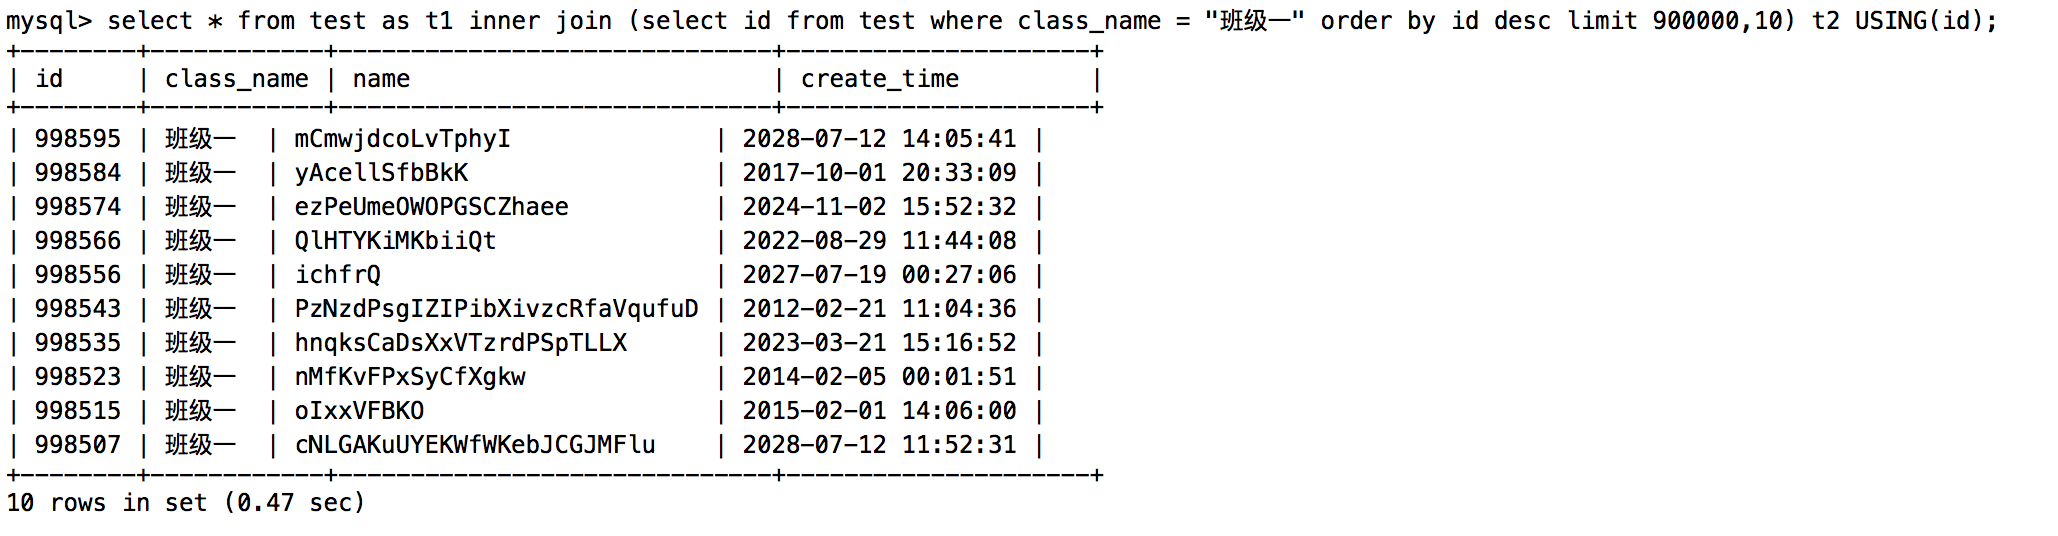 mysql> select * from test as t1 inner join (select id from test where class_name = "班级一" order by id desc limit 900000,10) t2 USING(id);
+--------+------------+------------------------------+---------------------+
| id     | class_name | name                         | create_time         |
+--------+------------+------------------------------+---------------------+
| 998595 | 班级一  | mCmwjdcoLvTphyI              | 2028-07-12 14:05:41 |
| 998584 | 班级一  | yAcellSfbBkK                 | 2017-10-01 20:33:09 |
| 998574 | 班级一  | ezPeUmeOWOPGSCZhaee          | 2024-11-02 15:52:32 |
| 998566 | 班级一  | QlHTYKiMKbiiQt               | 2022-08-29 11:44:08 |
| 998556 | 班级一  | ichfrQ                       | 2027-07-19 00:27:06 |
| 998543 | 班级一  | PzNzdPsgIZIPibXivzcRfaVqufuD | 2012-02-21 11:04:36 |
| 998535 | 班级一  | hnqksCaDsXxVTzrdPSpTLLX      | 2023-03-21 15:16:52 |
| 998523 | 班级一  | nMfKvFPxSyCfXgkw             | 2014-02-05 00:01:51 |
| 998515 | 班级一  | oIxxVFBKO                    | 2015-02-01 14:06:00 |
| 998507 | 班级一  | cNLGAKuUYEKWfWKebJCGJMFlu    | 2028-07-12 11:52:31 |
+--------+------------+------------------------------+---------------------+
10 rows in set (0.47 sec)